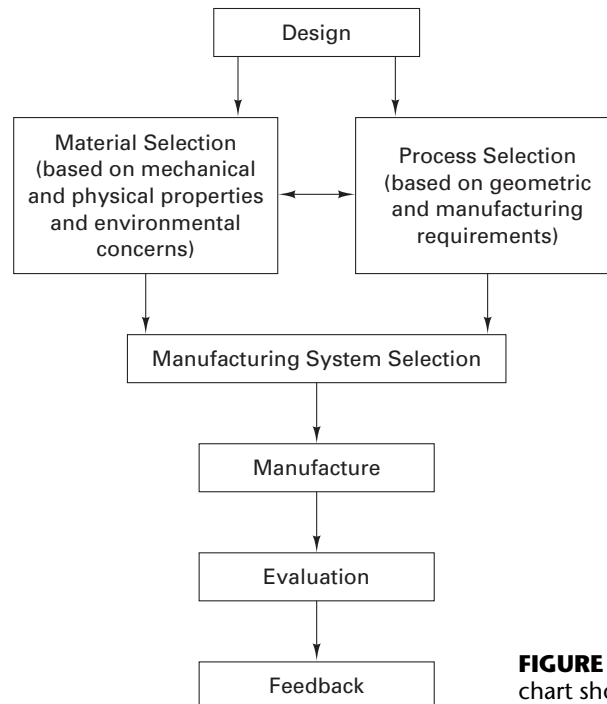 Design
Material Selection
(based on mechanical
and physical properties
and environmental
concerns)
Process Selection
(based on geometric
and manufacturing
requirements)
Manufacturing System Selection
Manufacture
Evaluation
Feedback
FIGURE
chart